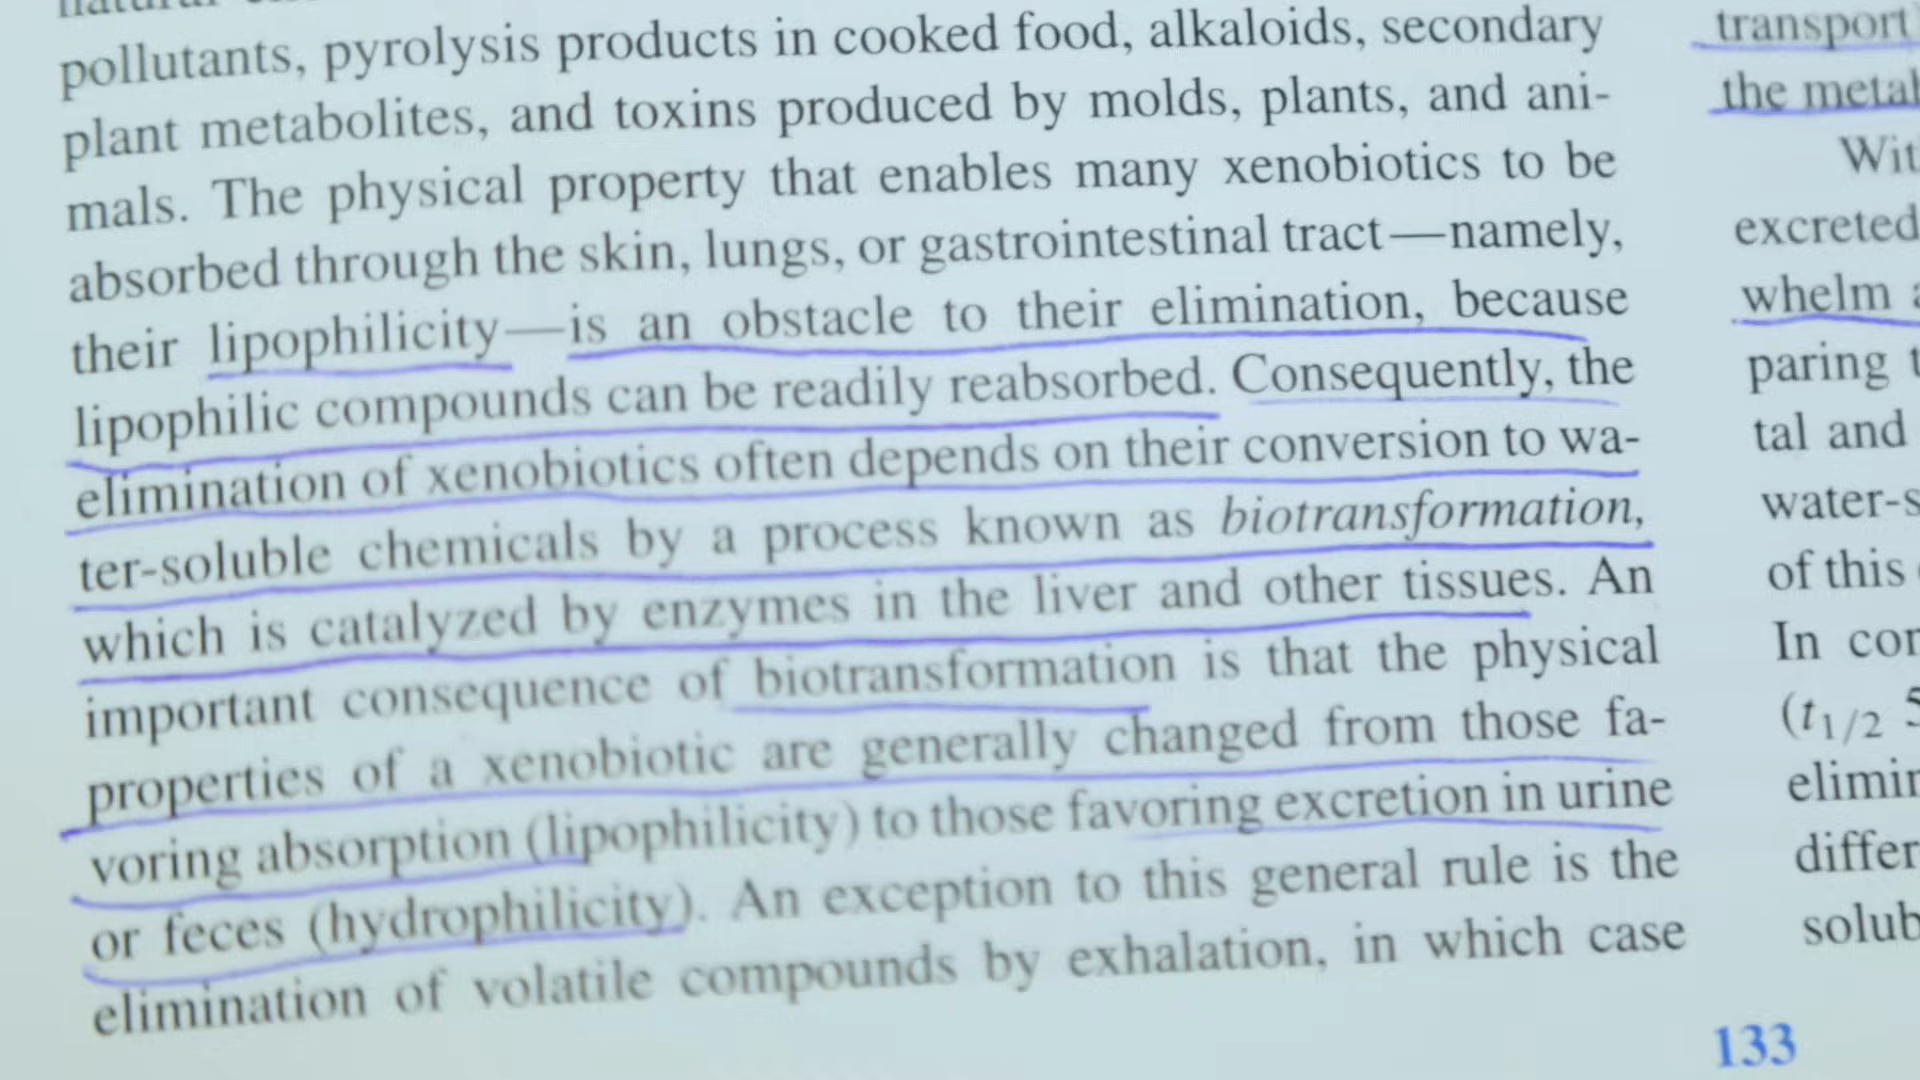 pollutants, pyrolysis products in cooked food, alkaloids, secondary
plant metabolites, and toxins produced by molds, plants, and ani-
mals. The physical property that enables many xenobiotics to be
absorbed through the skin, lungs, or gastrointestinal tract—namely,
their lipophilicity—is an obstacle to their elimination, because
lipophilic compounds can be readily reabsorbed. Consequently, the
elimination of xenobiotics often depends on their conversion to wa-
ter-soluble chemicals by a process known as biotransformation,
which is catalyzed by enzymes in the liver and other tissues. An
important consequence of biotransformation is that the physical
properties of a xenobiotic are generally changed from those fa-
voring absorption (lipophilicity) to those favoring excretion in urine
or feces (hydrophilicity). An exception to this general rule is the
elimination of volatile compounds by exhalation, in which case
transport
the
excreted
whelm
paring
tal and
of this
In
(t1/2 5
133